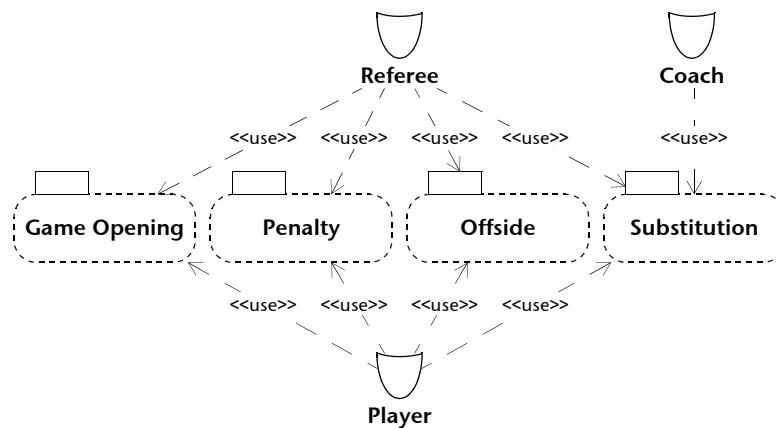 Referee Coach
<<use>> <<use>> <<use>> <<use>> <<use>>
Game Opening Penalty Offside Substitution
<<use>> <<use>> <<use>> <<use>>
Player